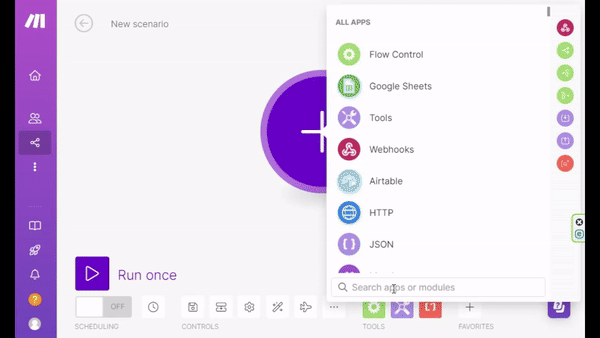 New scenario
ALL APPS
Flow Control
Google Sheets
Tools
Webhooks
Airtable
HTTP
JSON
Search apps or modules
Run once
OFF
SCHEDULING
CONTROLS
TOOLS
FAVORITES